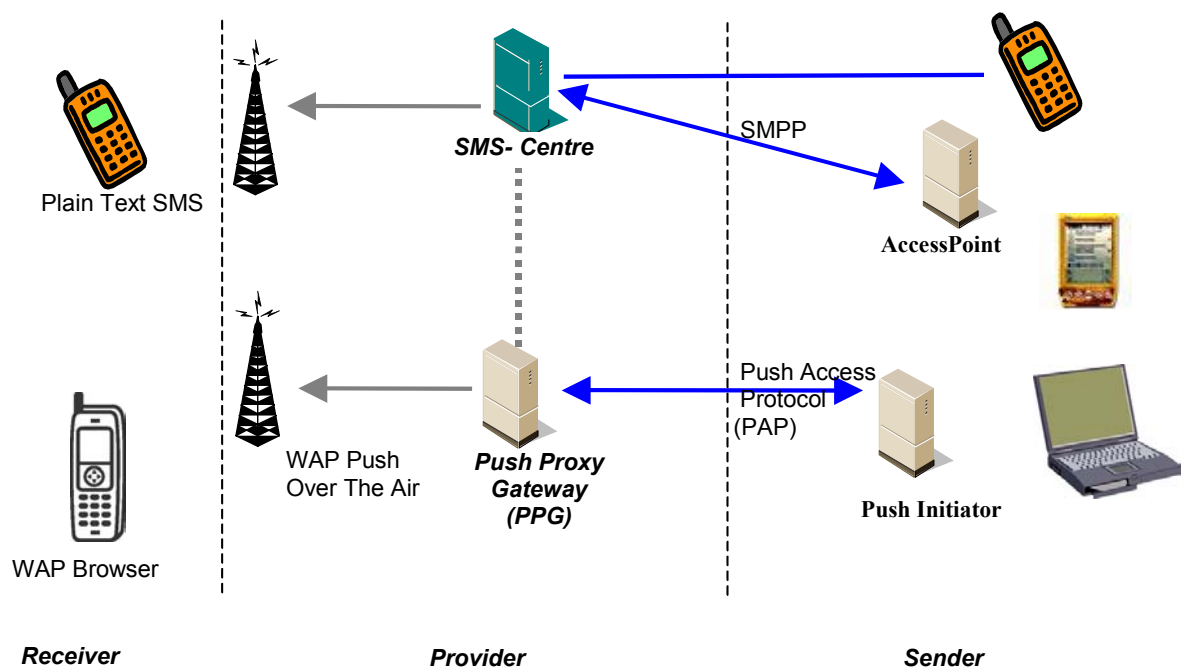 SMS- Centre
SMPP
Plain Text SMS
AccessPoint
WAP Push
Over The Air
Push Proxy
Gateway
(PPG)
Push Access
Protocol
(PAP)
Push Initiator
WAP Browser
Receiver
Provider
Sender